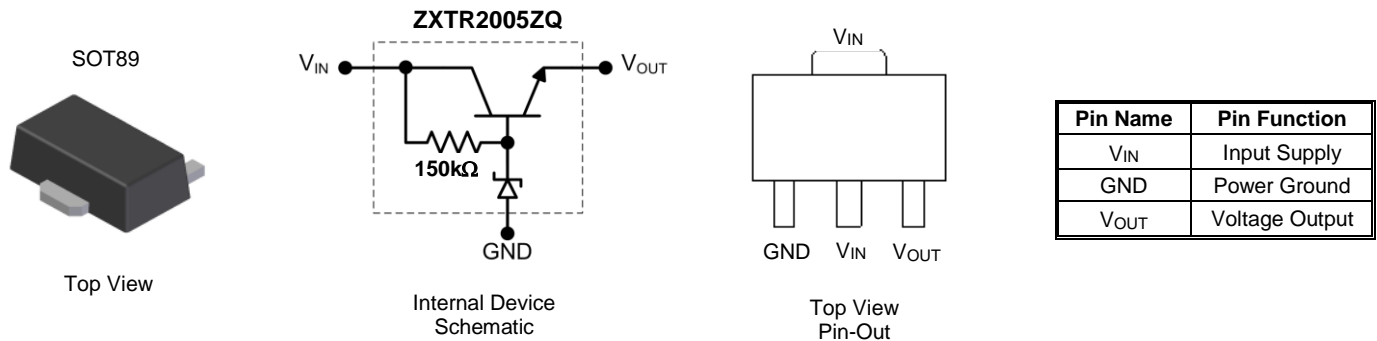 SOT89
Top View
ZXTR2005ZQ
VIN
VOUT
150kΩ
GND
Internal Device
Schematic
VIN
GND VIN VOUT
Top View
Pin-Out
Pin Name Pin Function
VIN Input Supply
GND Power Ground
VOUT Voltage Output